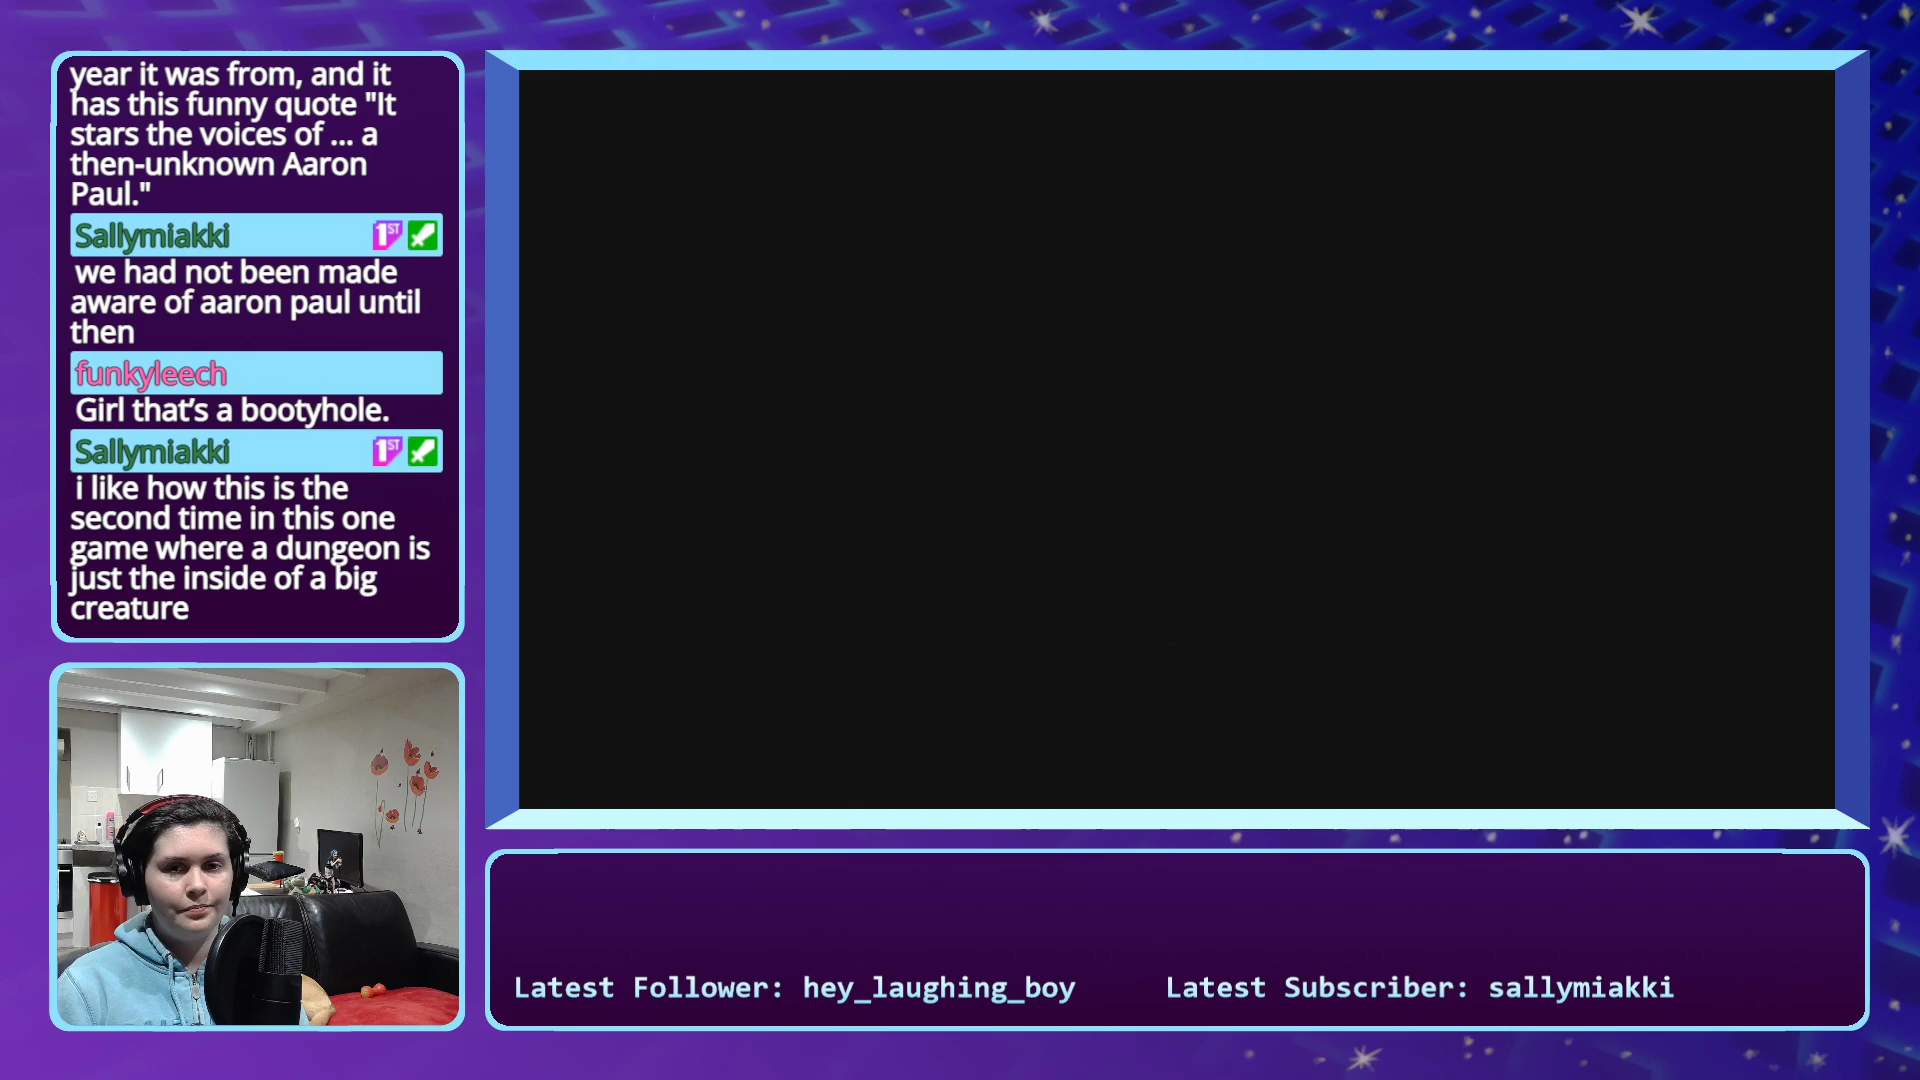 year it was from, and it
has this funny quote "It
stars the voices of ... a
then-unknown Aaron
Paul."
Sallymiakki 1ST
we had not been made
aware of aaron paul until
then
funkyleech
Girl that’s a bootyhole.
Sallymiakki 1ST
i like how this is the
second time in this one
game where a dungeon is
just the inside of a big
creature
Latest Follower: hey_laughing_boy
Latest Subscriber: sallymiakki